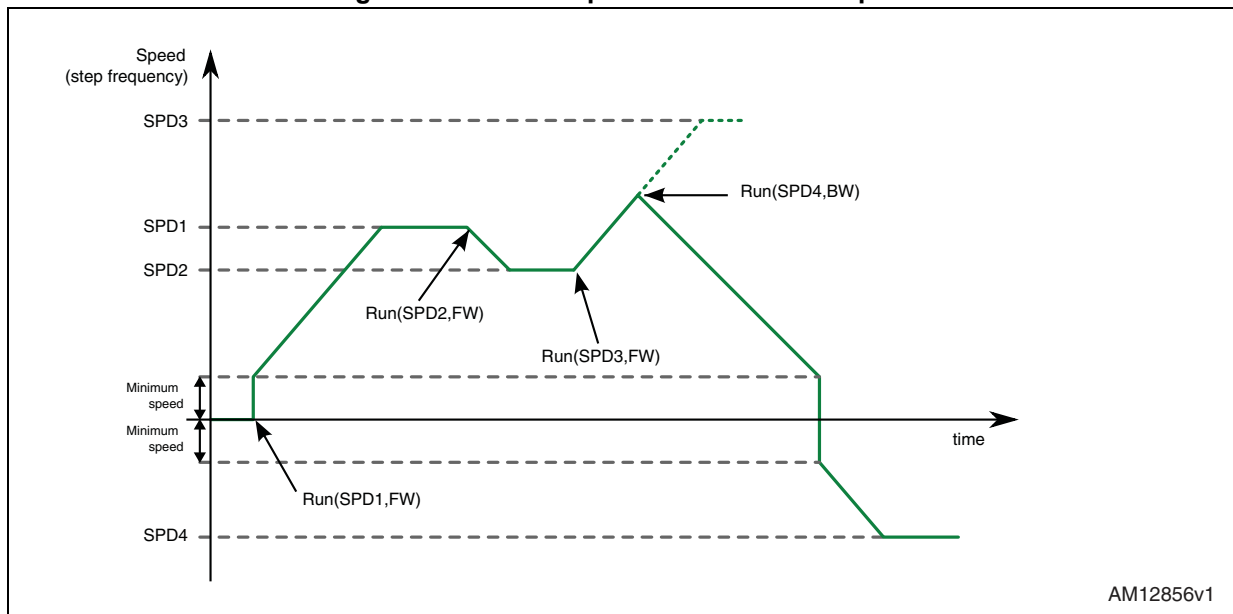 Speed
(step frequency)
SPD3
Run(SPD4,BW)
SPD1
SPD2
Run(SPD2,FW)
Run(SPD3,FW)
Minimum
speed
Minimum
speed
time
Run(SPD1,FW)
SPD4
AM12856v1